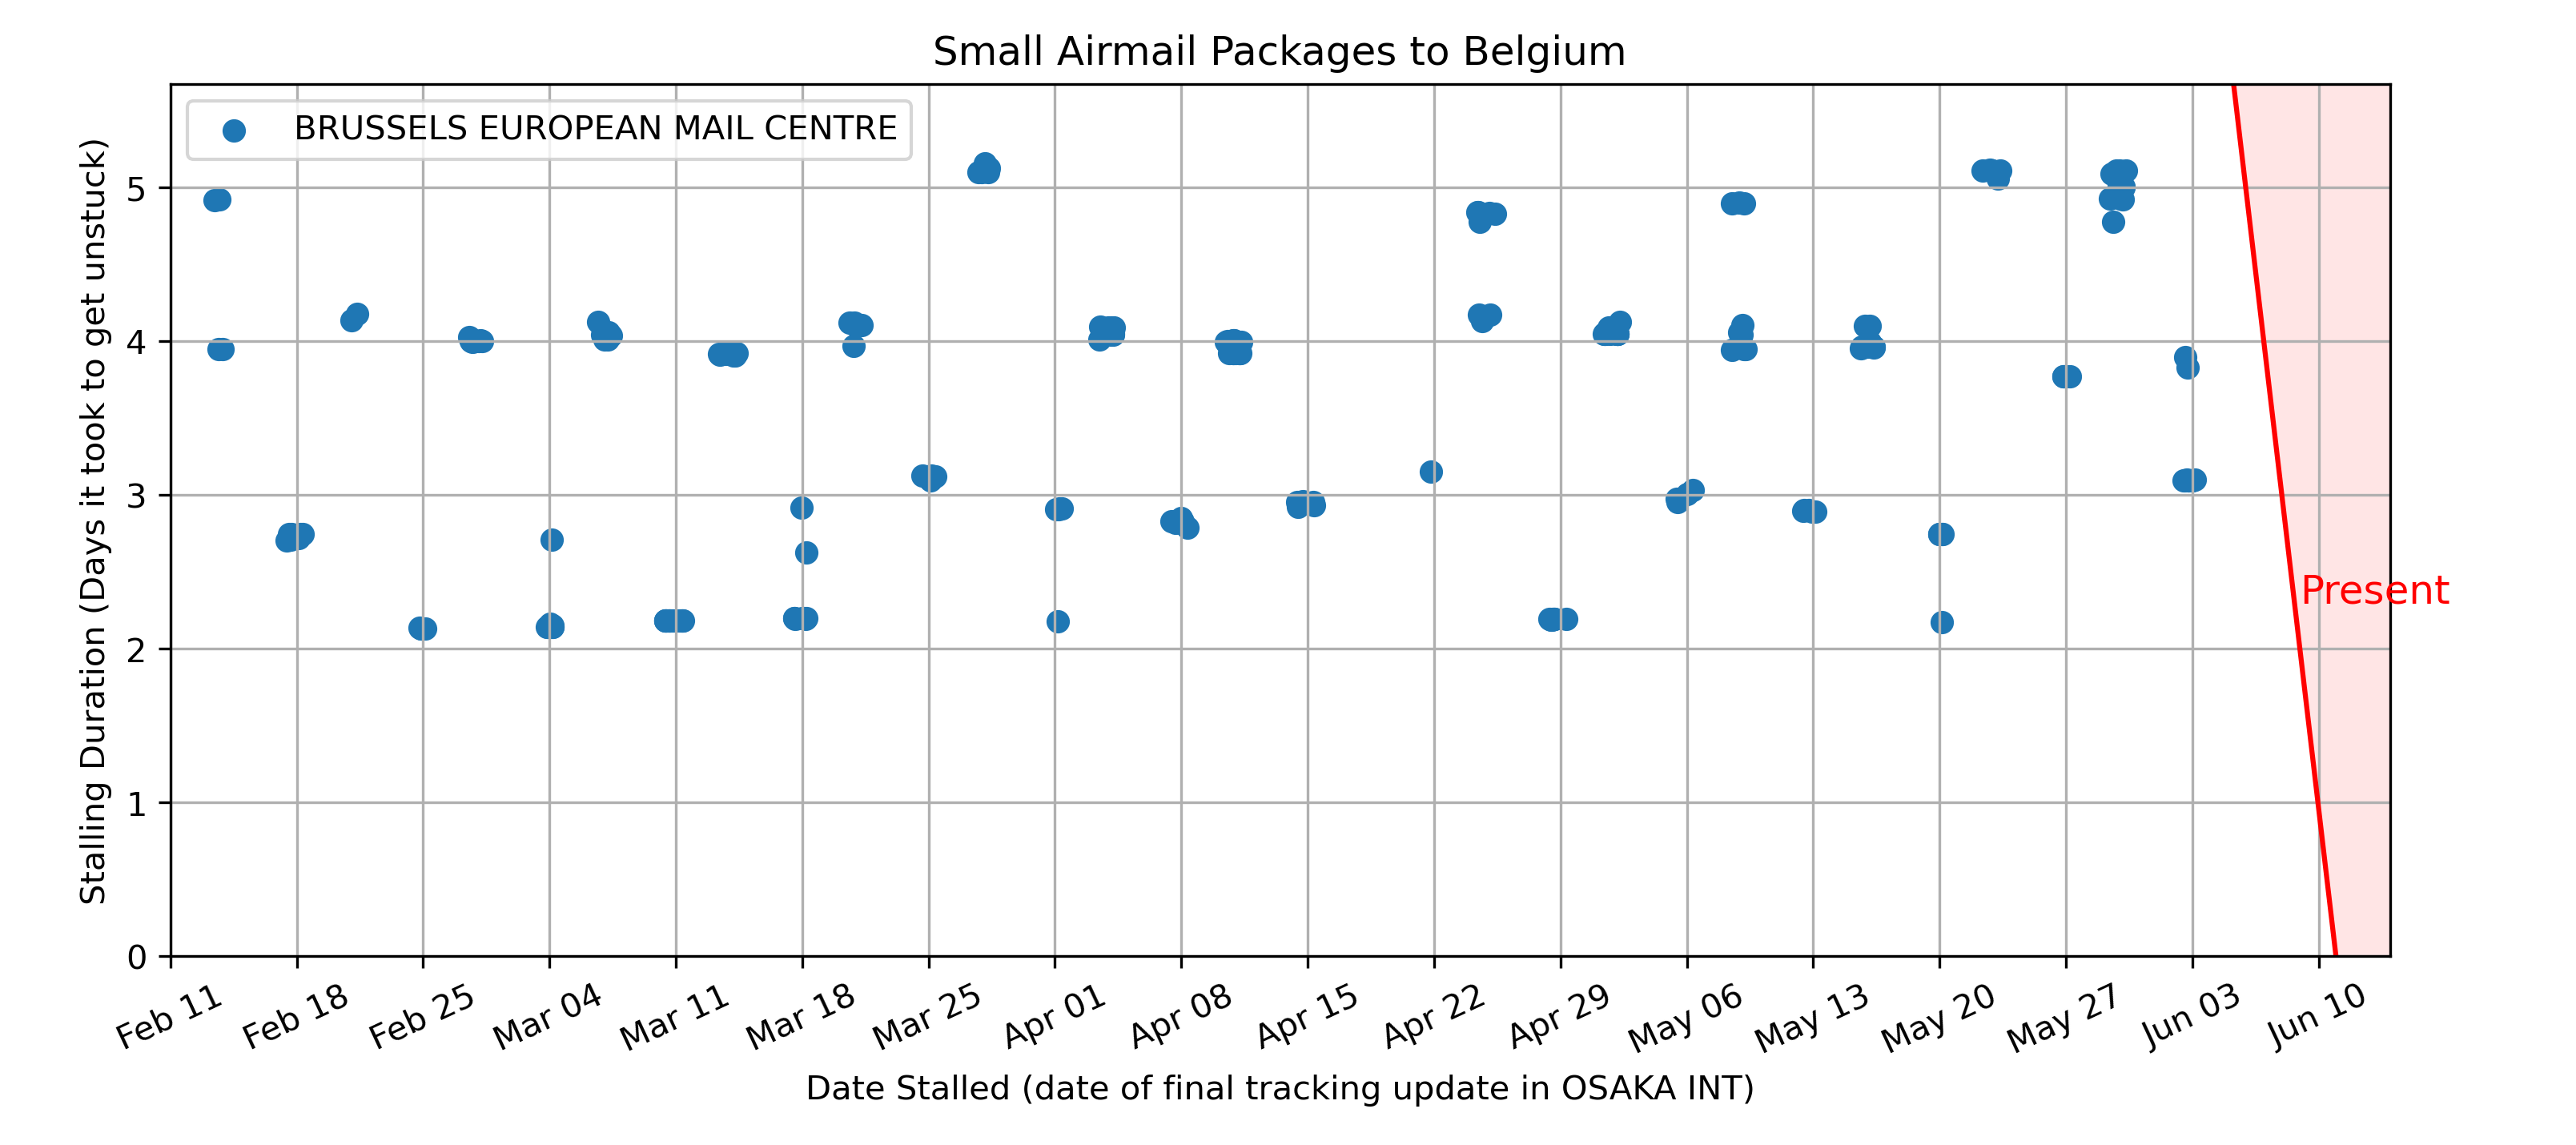 Small Airmail Packages to Belgium
BRUSSELS EUROPEAN MAIL CENTRE
Stalling Duration (Days it took to get unstuck)
5
4
3
2
1
0
Present
Feb 11
Feb 18
Feb 25
Mar 04
Mar 11
Mar 18
Mar 25
Apr 01
Apr 08
Apr 15
Apr 22
Apr 29
May 06
May 13
May 20
May 27
Jun 03
Jun 10
Date Stalled (date of final tracking update in OSAKA INT)